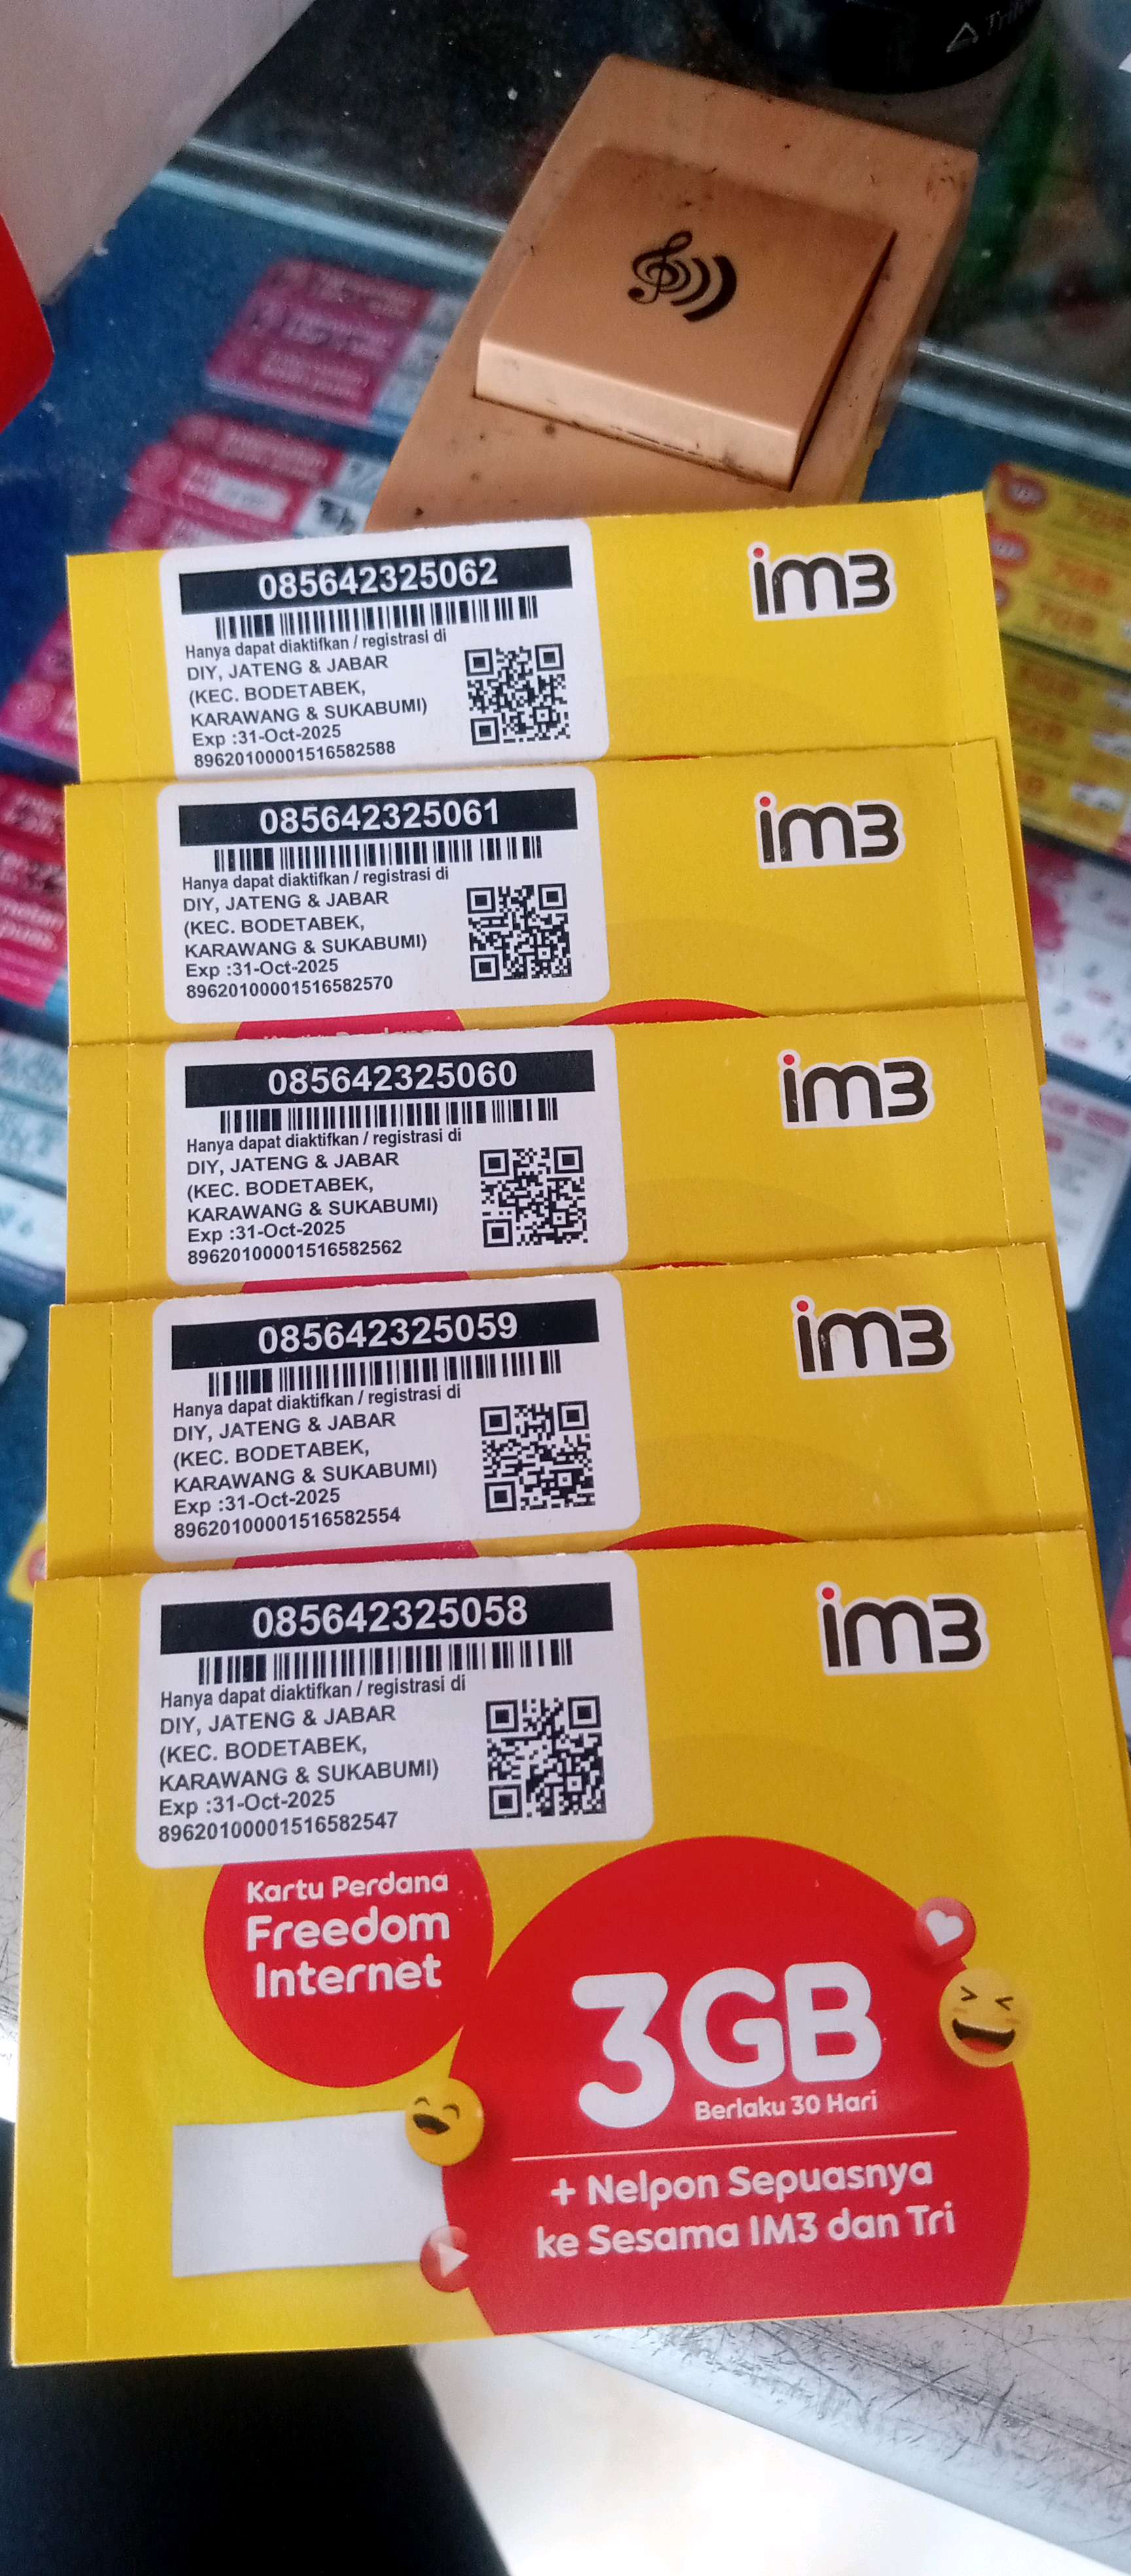 085642325062
im3
Hanya dapat diaktifkan / registrasi di
DIY, JATENG & JABAR
(KEC. BODETABEK,
KARAWANG & SUKABUMI)
Exp :31-Oct-2025
89620100001516582588
085642325061
im3
Hanya dapat diaktifkan / registrasi di
DIY, JATENG & JABAR
(KEC. BODETABEK,
KARAWANG & SUKABUMI)
Exp :31-Oct-2025
89620100001516582570
085642325060
im3
Hanya dapat diaktifkan / registrasi di
DIY, JATENG & JABAR
(KEC. BODETABEK,
KARAWANG & SUKABUMI)
Exp :31-Oct-2025
89620100001516582562
085642325059
im3
Hanya dapat diaktifkan / registrasi di
DIY, JATENG & JABAR
(KEC. BODETABEK,
KARAWANG & SUKABUMI)
Exp :31-Oct-2025
89620100001516582554
085642325058
im3
Hanya dapat diaktifkan / registrasi di
DIY, JATENG & JABAR
(KEC. BODETABEK,
KARAWANG & SUKABUMI)
Exp :31-Oct-2025
89620100001516582547
Kartu Perdana
Freedom
Internet
3GB
Berlaku 30 Hari
+ Nelpon Sepuasnya
ke Sesama IM3 dan Tri